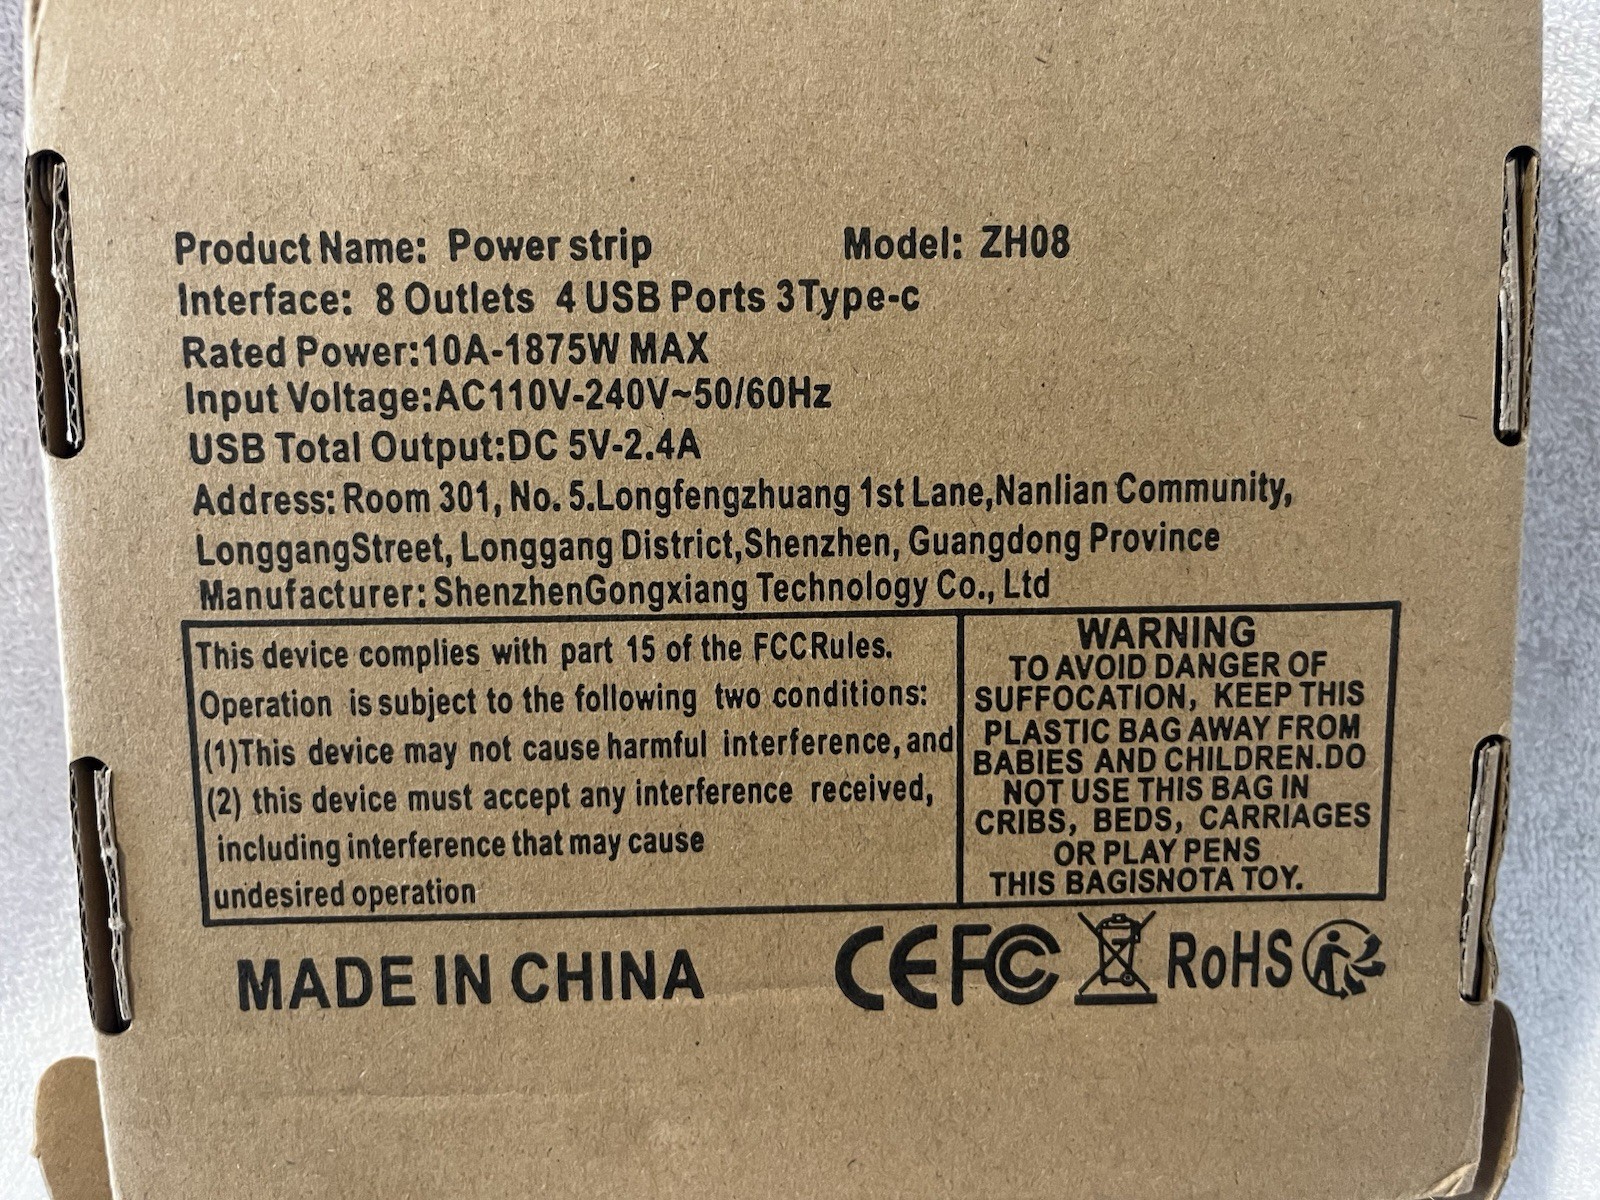 Product Name: Power strip Model: ZH08
Interface: 8 Outlets 4 USB Ports 3Type-c
Rated Power:10A-1875W MAX
Input Voltage:AC110V-240V~50/60Hz
USB Total Output:DC 5V-2.4A
Address: Room 301, No. 5.Longfengzhuang 1st Lane,Nanlian Community,
LonggangStreet, Longgang District,Shenzhen, Guangdong Province
Manufacturer: ShenzhenGongxiang Technology Co., Ltd
This device complies with part 15 of the FCCRules.
Operation is subject to the following two conditions:
(1)This device may not cause harmful interference, and
(2) this device must accept any interference received,
including interference that may cause
undesired operation
WARNING
TO AVOID DANGER OF
SUFFOCATION, KEEP THIS
PLASTIC BAG AWAY FROM
BABIES AND CHILDREN.DO
NOT USE THIS BAG IN
CRIBS, BEDS, CARRIAGES
OR PLAY PENS
THIS BAGISNOTA TOY.
MADE IN CHINA CE FC RoHS